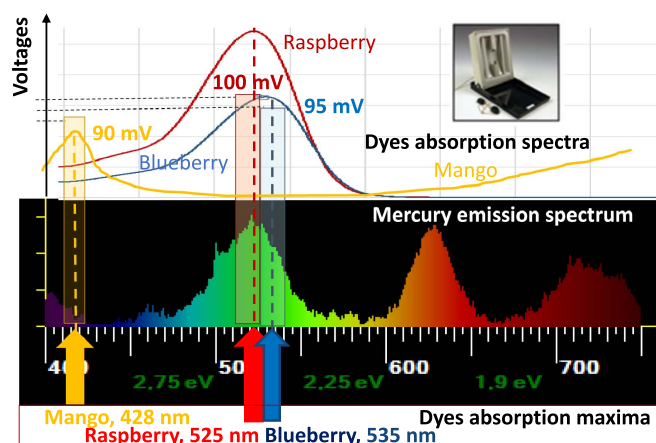 Voltages
Raspberry
100 mV
95 mV
90 mV
Blueberry
Dyes absorption spectra
Mango
Mercury emission spectrum
400 500 600 700
2,75 eV 2,25 eV 1,9 eV
Mango, 428 nm Dyes absorption maxima
Raspberry, 525 nm Blueberry, 535 nm